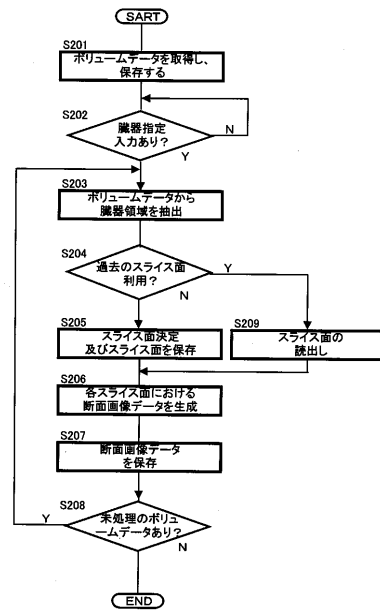 SART
S201
ボリュームデータを取得し、
保存する
S202
臓器指定
入力あり？
N
Y
S203
ボリュームデータから
臓器領域を抽出
S204
過去のスライス面
利用？
Y
N
S205
スライス面決定
及びスライス面を保存
S209
スライス面の
読出し
S206
各スライス面における
断面画像データを生成
S207
断面画像データ
を保存
S208
Y
未処理のボリュ
ームデータあり？
N
END